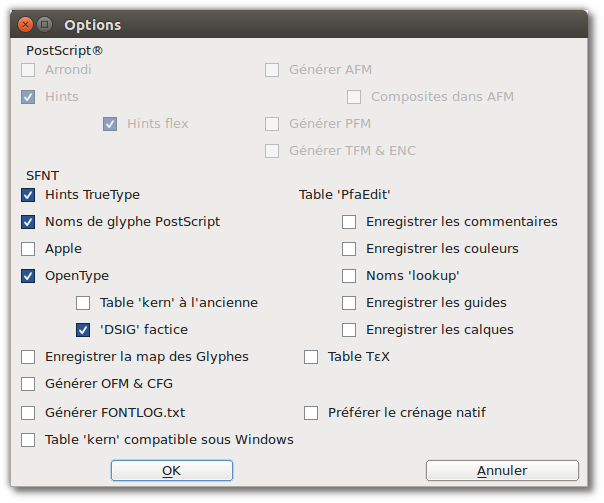 Options
PostScript®
Arrondi Générer AFM
Hints Composites dans AFM
Hints flex Générer PFM
Générer TFM & ENC
SFNT
Hints TrueType Table 'PfaEdit'
Noms de glyphe PostScript Enregistrer les commentaires
Apple Enregistrer les couleurs
OpenType Noms 'lookup'
Table 'kern' à l'ancienne Enregistrer les guides
'DSIG' factice Enregistrer les calques
Enregistrer la map des Glyphes Table TεX
Générer OFM & CFG
Générer FONTLOG.txt Préférer le crénage natif
Table 'kern' compatible sous Windows
OK Annuler